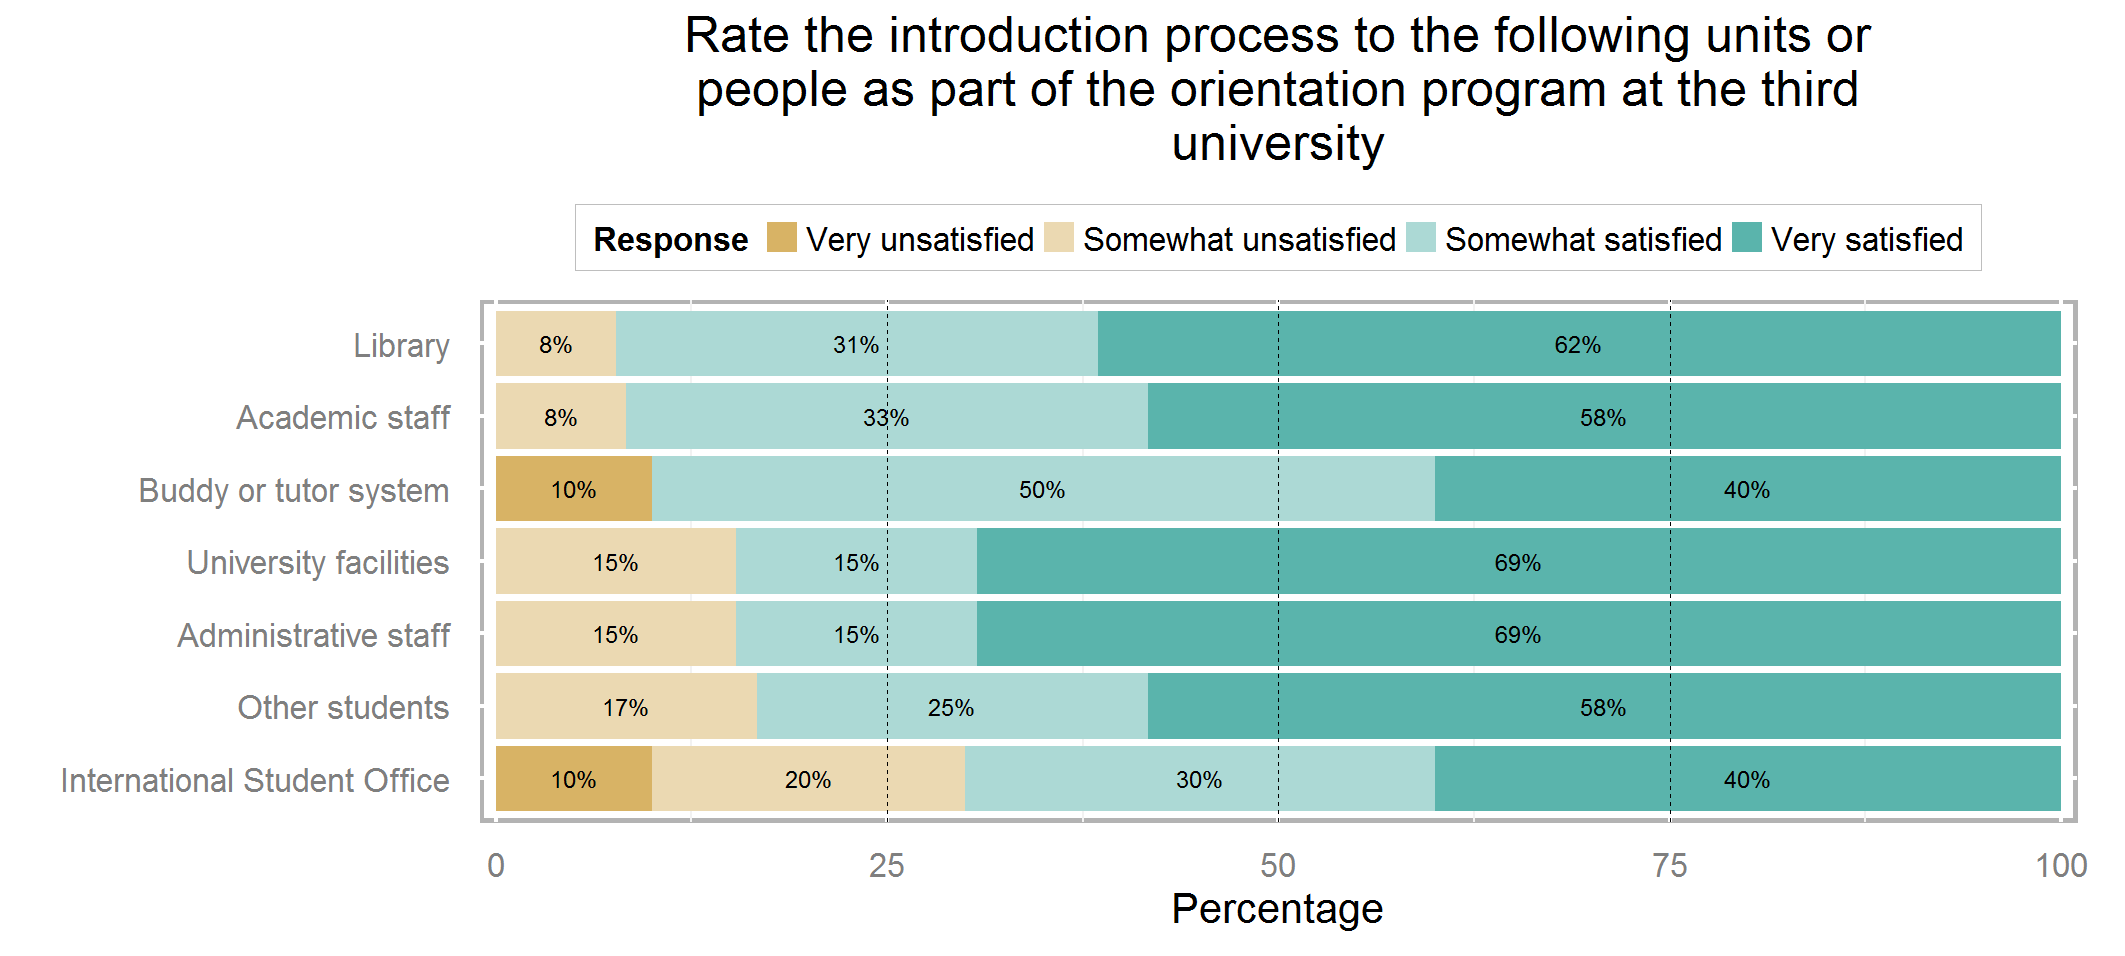 Rate the introduction process to the following units or
people as part of the orientation program at the third
university
Response Very unsatisfied Somewhat unsatisfied Somewhat satisfied Very satisfied
Library 8% 31% 62%
Academic staff 8% 33% 58%
Buddy or tutor system 10% 50% 40%
University facilities 15% 15% 69%
Administrative staff 15% 15% 69%
Other students 17% 25% 58%
International Student Office 10% 20% 30% 40%
0 25 50 75 100
Percentage